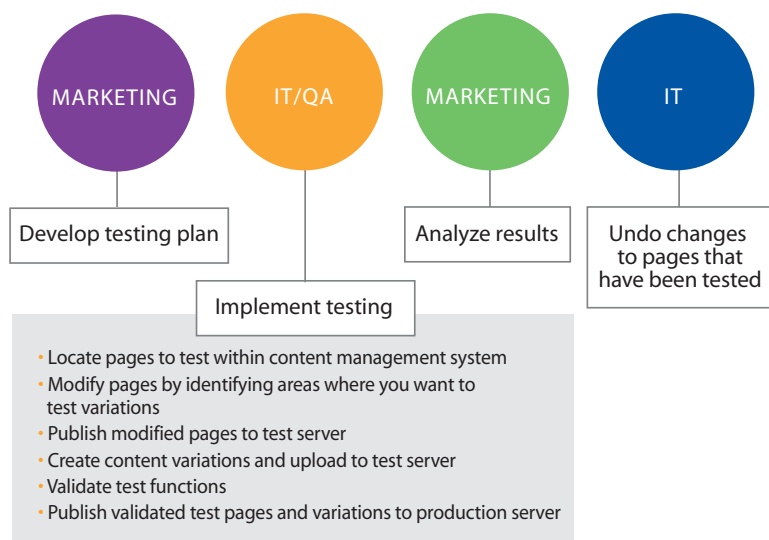 MARKETING
IT/QA
MARKETING
IT
Develop testing plan
Analyze results
Undo changes
to pages that
have been tested
Implement testing
• Locate pages to test within content management system
• Modify pages by identifying areas where you want to
test variations
• Publish modified pages to test server
• Create content variations and upload to test server
• Validate test functions
• Publish validated test pages and variations to production server